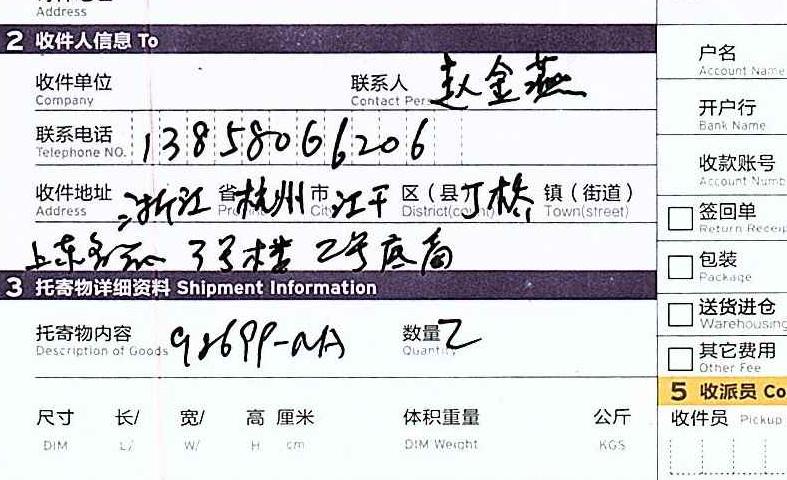 Address
2 收件人信息 To
收件单位 联系人 赵金燕
Company Contact Pers
联系电话 13858066206
Telephone NO.
收件地址 浙江 省 杭州 市 江干 区（县 丁桥 镇（街道）
Address Province City District(county) Town(street)
上东名苑 3号楼 2号底商
3 托寄物详细资料 Shipment Information
托寄物内容 数量 2
Description of Goods Quantity
尺寸 长/ 宽/ 高 厘米 体积重量 公斤
DIM L/ W/ H cm DIM Weight KGS
户名
Account Name
开户行
Bank Name
收款账号
Account Numb
签回单
Return Receip
包装
Package
送货进仓
Warehousing
其它费用
Other Fee
5 收派员 Co
收件员 Pickup